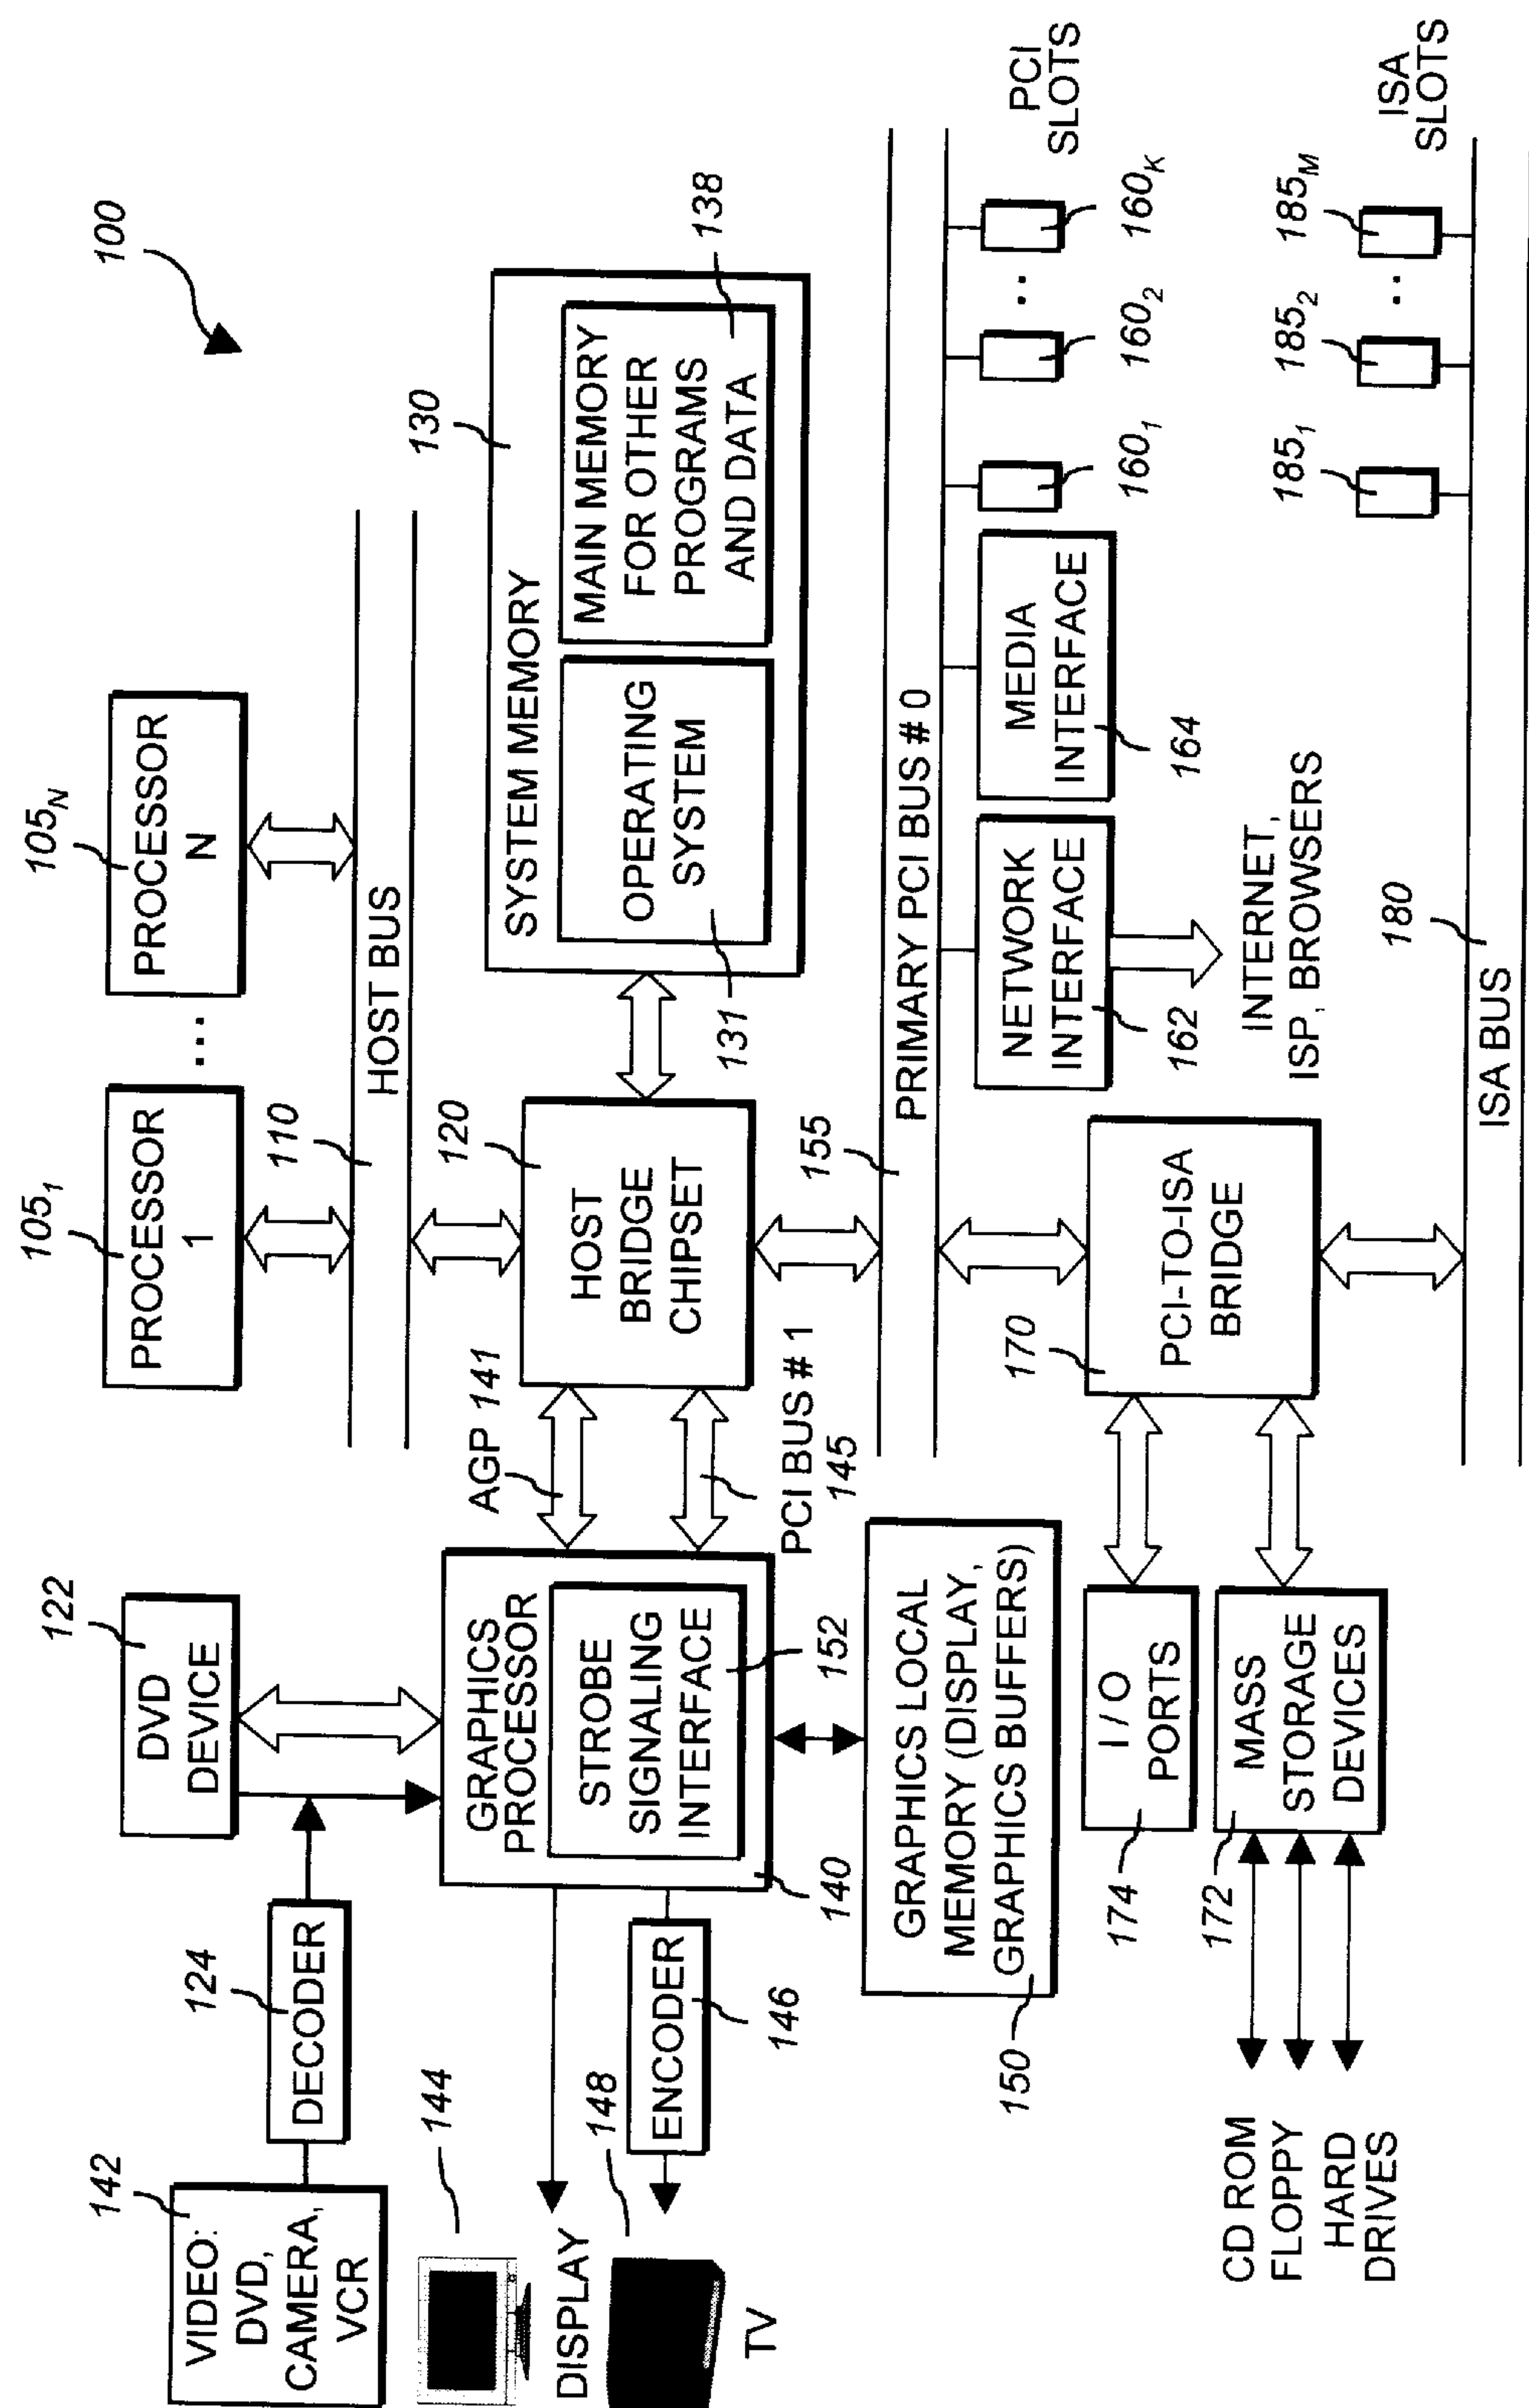 100
105₁
PROCESSOR
1
...
105ₙ
PROCESSOR
N
110
HOST BUS
142
VIDEO:
DVD,
CAMERA,
VCR
124
DECODER
122
DVD
DEVICE
144
DISPLAY
148
TV
146
ENCODER
GRAPHICS
PROCESSOR
STROBE
SIGNALING
INTERFACE
152
140
AGP 141
PCI BUS # 1
145
120
HOST
BRIDGE
CHIPSET
130
SYSTEM MEMORY
OPERATING
SYSTEM
131
MAIN MEMORY
FOR OTHER
PROGRAMS
AND DATA
138
GRAPHICS LOCAL
MEMORY (DISPLAY,
GRAPHICS BUFFERS)
150
155
PRIMARY PCI BUS # 0
NETWORK
INTERFACE
162
INTERNET,
ISP, BROWSERS
MEDIA
INTERFACE
164
160₁
160₂
..
160ₖ
PCI
SLOTS
170
PCI-TO-ISA
BRIDGE
I / O
PORTS
174
MASS
STORAGE
DEVICES
172
CD ROM
FLOPPY
HARD
DRIVES
185₁
185₂
..
185ₘ
ISA
SLOTS
180
ISA BUS